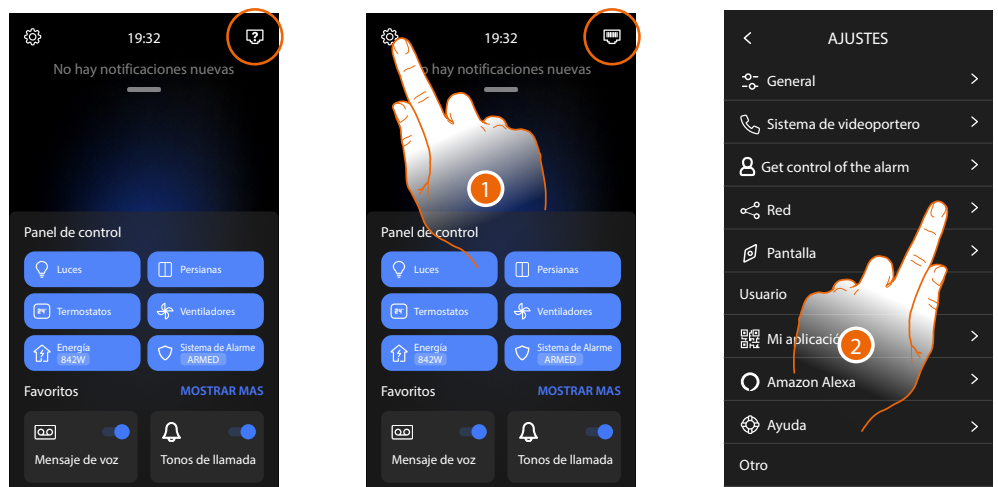 19:32
No hay notificaciones nuevas
Panel de control
Luces
Persianas
Termostatos
Ventiladores
Energía
842W
Sistema de Alarme
ARMED
Favoritos
MOSTRAR MAS
Mensaje de voz
Tonos de llamada
19:32
hay notificaciones nuevas
1
Panel de control
Luces
Persianas
Termostatos
Ventiladores
Energía
842W
Sistema de Alarme
ARMED
Favoritos
MOSTRAR MAS
Mensaje de voz
Tonos de llamada
AJUSTES
General
Sistema de videoportero
Get control of the alarm
Red
Pantalla
Usuario
Mi aplicació
2
Amazon Alexa
Ayuda
Otro